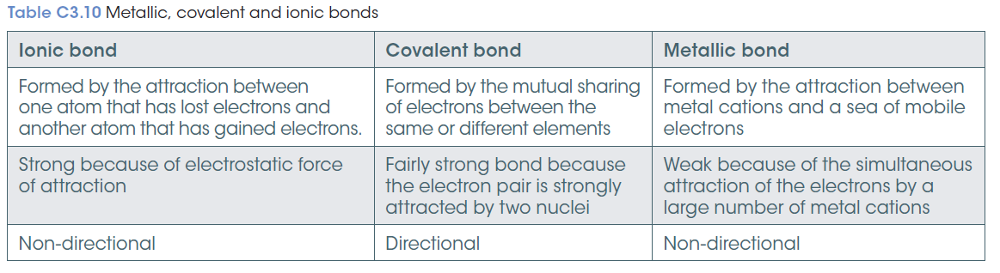 Table C3.10 Metallic, covalent and ionic bonds
Ionic bond
Covalent bond
Metallic bond
Formed by the attraction between
one atom that has lost electrons and
another atom that has gained electrons.
Formed by the mutual sharing
of electrons between the
same or different elements
Formed by the attraction between
metal cations and a sea of mobile
electrons
Strong because of electrostatic force
of attraction
Fairly strong bond because
the electron pair is strongly
attracted by two nuclei
Weak because of the simultaneous
attraction of the electrons by a
large number of metal cations
Non-directional
Directional
Non-directional